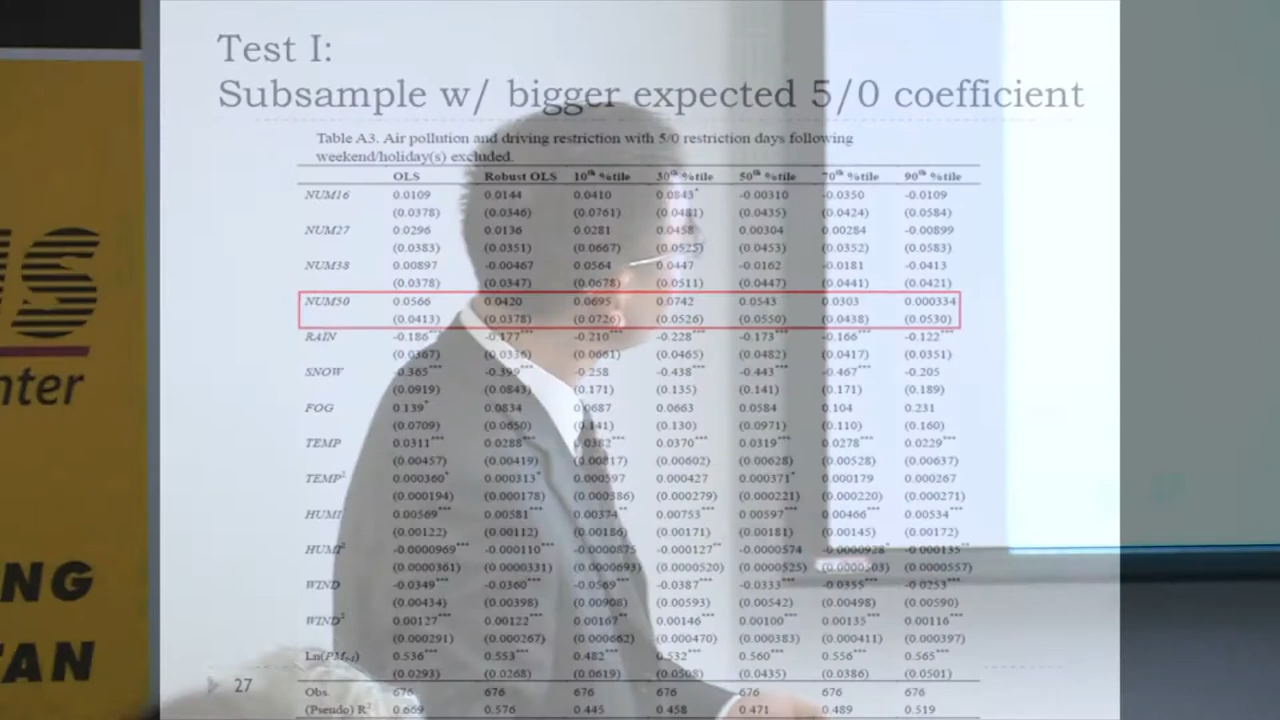 Test I:
Subsample w/ bigger expected 5/0 coefficient
Table A3. Air pollution and driving restriction with 5/0 restriction days following
weekend/holiday(s) excluded.
OLS Robust OLS 10th %tile 30th %tile 50th %tile 70th %tile 90th %tile
NUM16 0.0109 0.0144 0.0410 0.0843* -0.00310 -0.0350 -0.0109
(0.0378) (0.0346) (0.0761) (0.0481) (0.0435) (0.0424) (0.0584)
NUM27 0.0296 0.0136 0.0281 0.0458 0.00304 0.00284 -0.00899
(0.0383) (0.0351) (0.0667) (0.0525) (0.0453) (0.0352) (0.0583)
NUM38 0.00897 -0.00467 0.0564 0.0447 -0.0162 -0.0181 -0.0413
(0.0378) (0.0347) (0.0678) (0.0511) (0.0447) (0.0441) (0.0421)
NUM50 0.0566 0.0420 0.0695 0.0742 0.0543 0.0303 0.000334
(0.0413) (0.0378) (0.0726) (0.0526) (0.0550) (0.0438) (0.0530)
RAIN -0.186*** -0.177*** -0.210*** -0.228*** -0.173*** -0.166*** -0.122***
(0.0367) (0.0336) (0.0661) (0.0465) (0.0482) (0.0417) (0.0351)
SNOW -0.365*** -0.399*** -0.258 -0.438*** -0.443*** -0.467*** -0.205
(0.0919) (0.0843) (0.171) (0.135) (0.141) (0.171) (0.189)
FOG 0.139* 0.0834 0.0687 0.0663 0.0584 0.104 0.231
(0.0709) (0.0650) (0.141) (0.130) (0.0971) (0.110) (0.160)
TEMP 0.0311*** 0.0288*** 0.0382*** 0.0370*** 0.0319*** 0.0278*** 0.0229***
(0.00457) (0.00419) (0.00817) (0.00602) (0.00628) (0.00528) (0.00637)
TEMP² 0.000360* 0.000313* 0.000597 0.000427 0.000371* 0.000179 0.000267
(0.000194) (0.000178) (0.000386) (0.000279) (0.000221) (0.000220) (0.000271)
HUMI 0.00569*** 0.00581*** 0.00374** 0.00753*** 0.00597*** 0.00466*** 0.00534***
(0.00122) (0.00112) (0.00186) (0.00171) (0.00181) (0.00145) (0.00172)
HUMI² -0.0000969*** -0.000110*** -0.0000875 -0.000127** -0.0000574 -0.0000928* -0.000135**
(0.0000361) (0.0000331) (0.0000693) (0.0000520) (0.0000525) (0.0000557)
WIND -0.0349*** -0.0360*** -0.0569*** -0.0387*** -0.0333*** -0.0355*** -0.0253***
(0.00434) (0.00398) (0.00908) (0.00593) (0.00542) (0.00498) (0.00590)
WIND² 0.00127*** 0.00122*** 0.00167** 0.00146*** 0.00100*** 0.00135*** 0.00116***
(0.000291) (0.000267) (0.000662) (0.000470) (0.000383) (0.000411) (0.000397)
Ln(PMt-1) 0.536*** 0.553*** 0.482*** 0.532*** 0.560*** 0.556*** 0.565***
(0.0293) (0.0268) (0.0619) (0.0508) (0.0435) (0.0386) (0.0501)
Obs. 676 676 676 676 676 676 676
(Pseudo) R² 0.669 0.576 0.445 0.458 0.471 0.489 0.519
27
IS
nter
NG
TAN